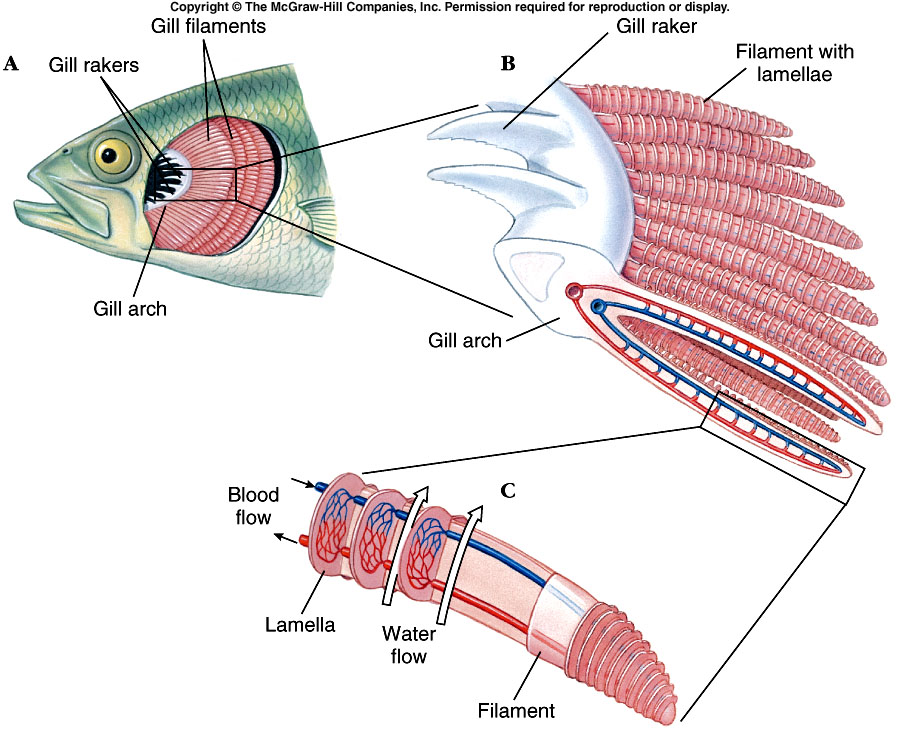 Copyright © The McGraw-Hill Companies, Inc. Permission required for reproduction or display.
Gill filaments
Gill raker
A
Gill rakers
B
Filament with
lamellae
Gill arch
Gill arch
C
Blood
flow
Lamella
Water
flow
Filament